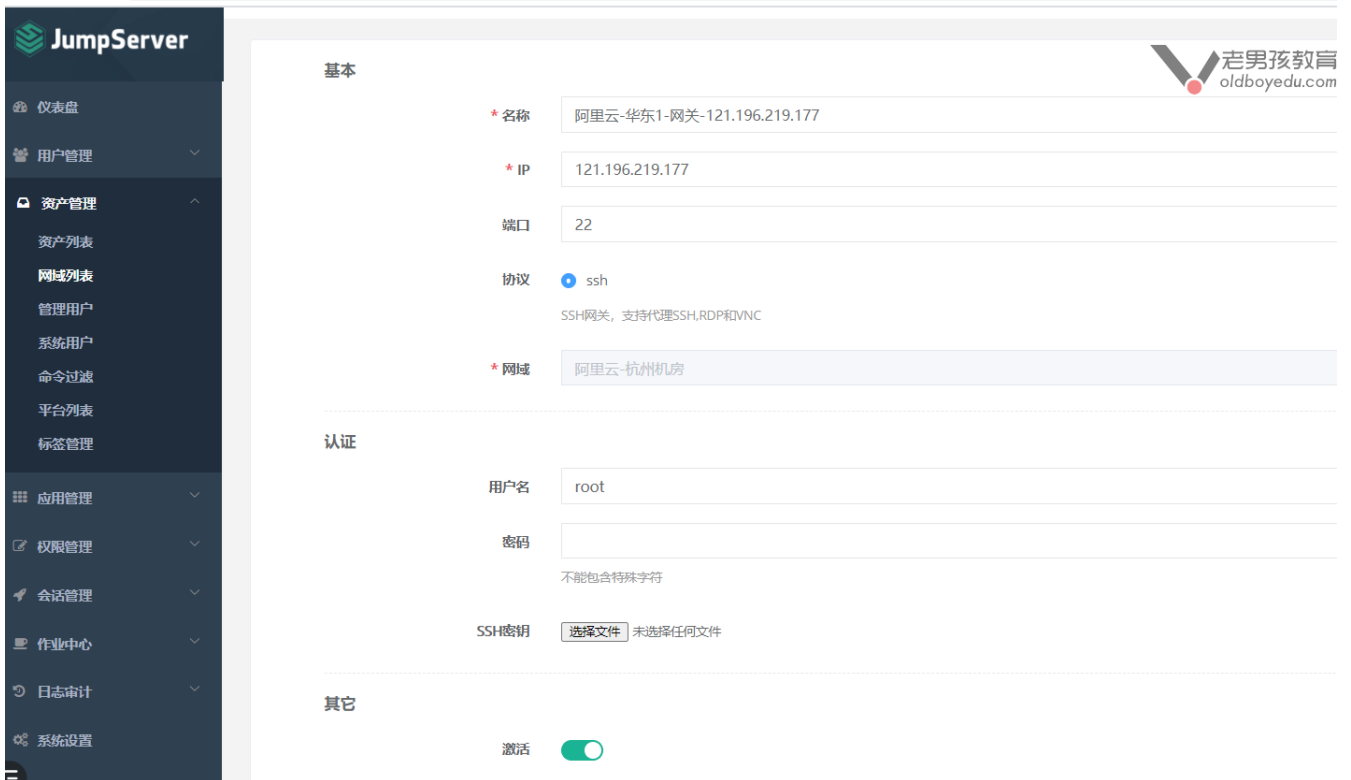 JumpServer
仪表盘
用户管理
资产管理
资产列表
网域列表
管理用户
系统用户
命令过滤
平台列表
标签管理
应用管理
权限管理
会话管理
作业中心
日志审计
系统设置
老男孩教育
oldboyedu.com
基本
* 名称 阿里云-华东1-网关-121.196.219.177
* IP 121.196.219.177
端口 22
协议 ssh
SSH网关，支持代理SSH,RDP和VNC
* 网域 阿里云-杭州机房
认证
用户名 root
密码
不能包含特殊字符
SSH密钥 选择文件 未选择任何文件
其它
激活